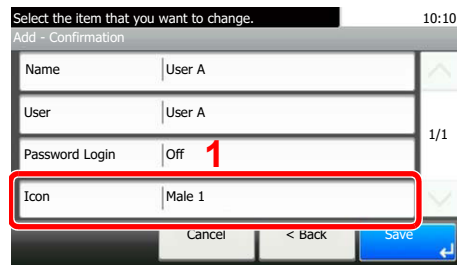 Select the item that you want to change. 10:10
Add - Confirmation
Name User A
User User A
1/1
Password Login Off 1
Icon Male 1
Cancel < Back Save